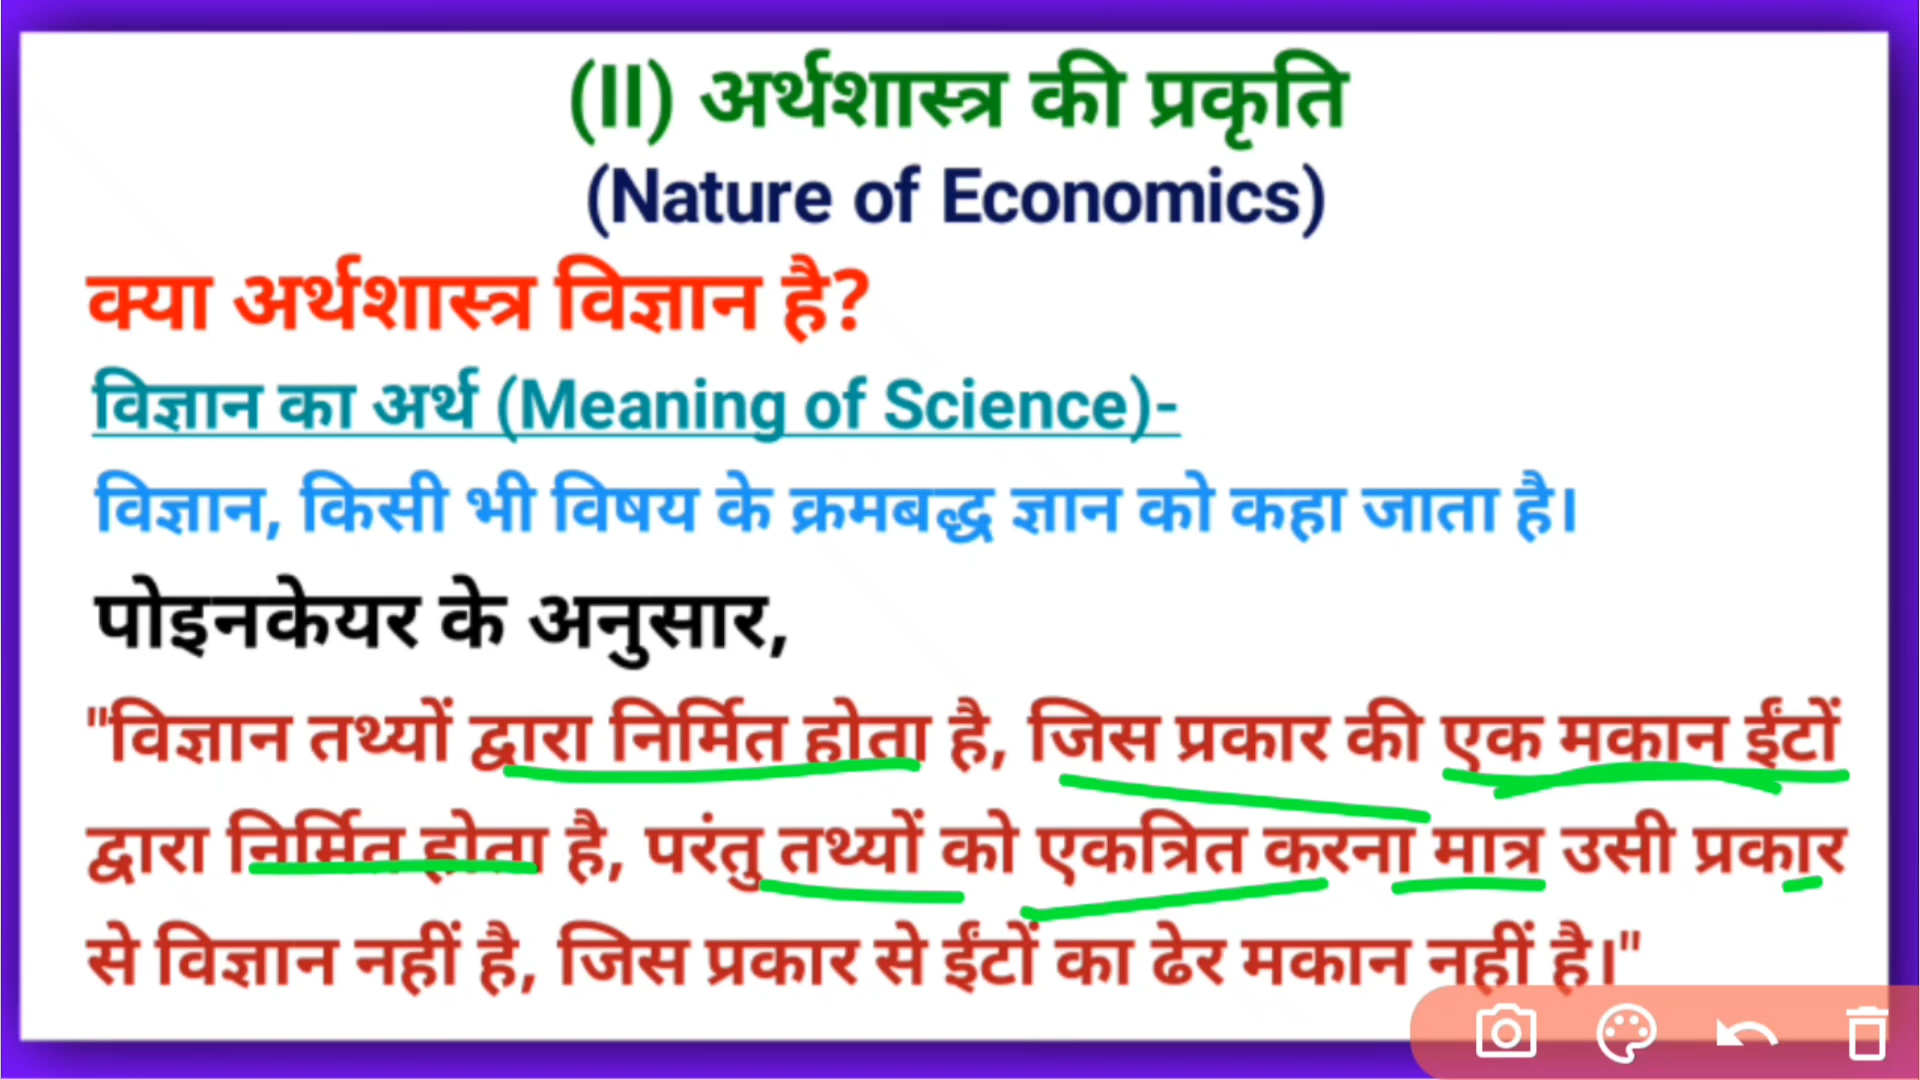 (II) अर्थशास्त्र की प्रकृति
(Nature of Economics)
क्या अर्थशास्त्र विज्ञान है?
विज्ञान का अर्थ (Meaning of Science)-
विज्ञान, किसी भी विषय के क्रमबद्ध ज्ञान को कहा जाता है।
पोइनकेयर के अनुसार,
"विज्ञान तथ्यों द्वारा निर्मित होता है, जिस प्रकार की एक मकान ईंटों
द्वारा निर्मित होता है, परंतु तथ्यों को एकत्रित करना मात्र उसी प्रकार
से विज्ञान नहीं है, जिस प्रकार से ईंटों का ढेर मकान नहीं है।"